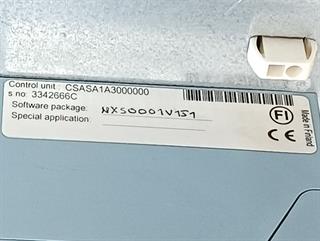 Control unit : CSASA1A3000000
s no: 3342666C
Software package: NXS0001V151
Special application:
CE
FI
Made in Finland